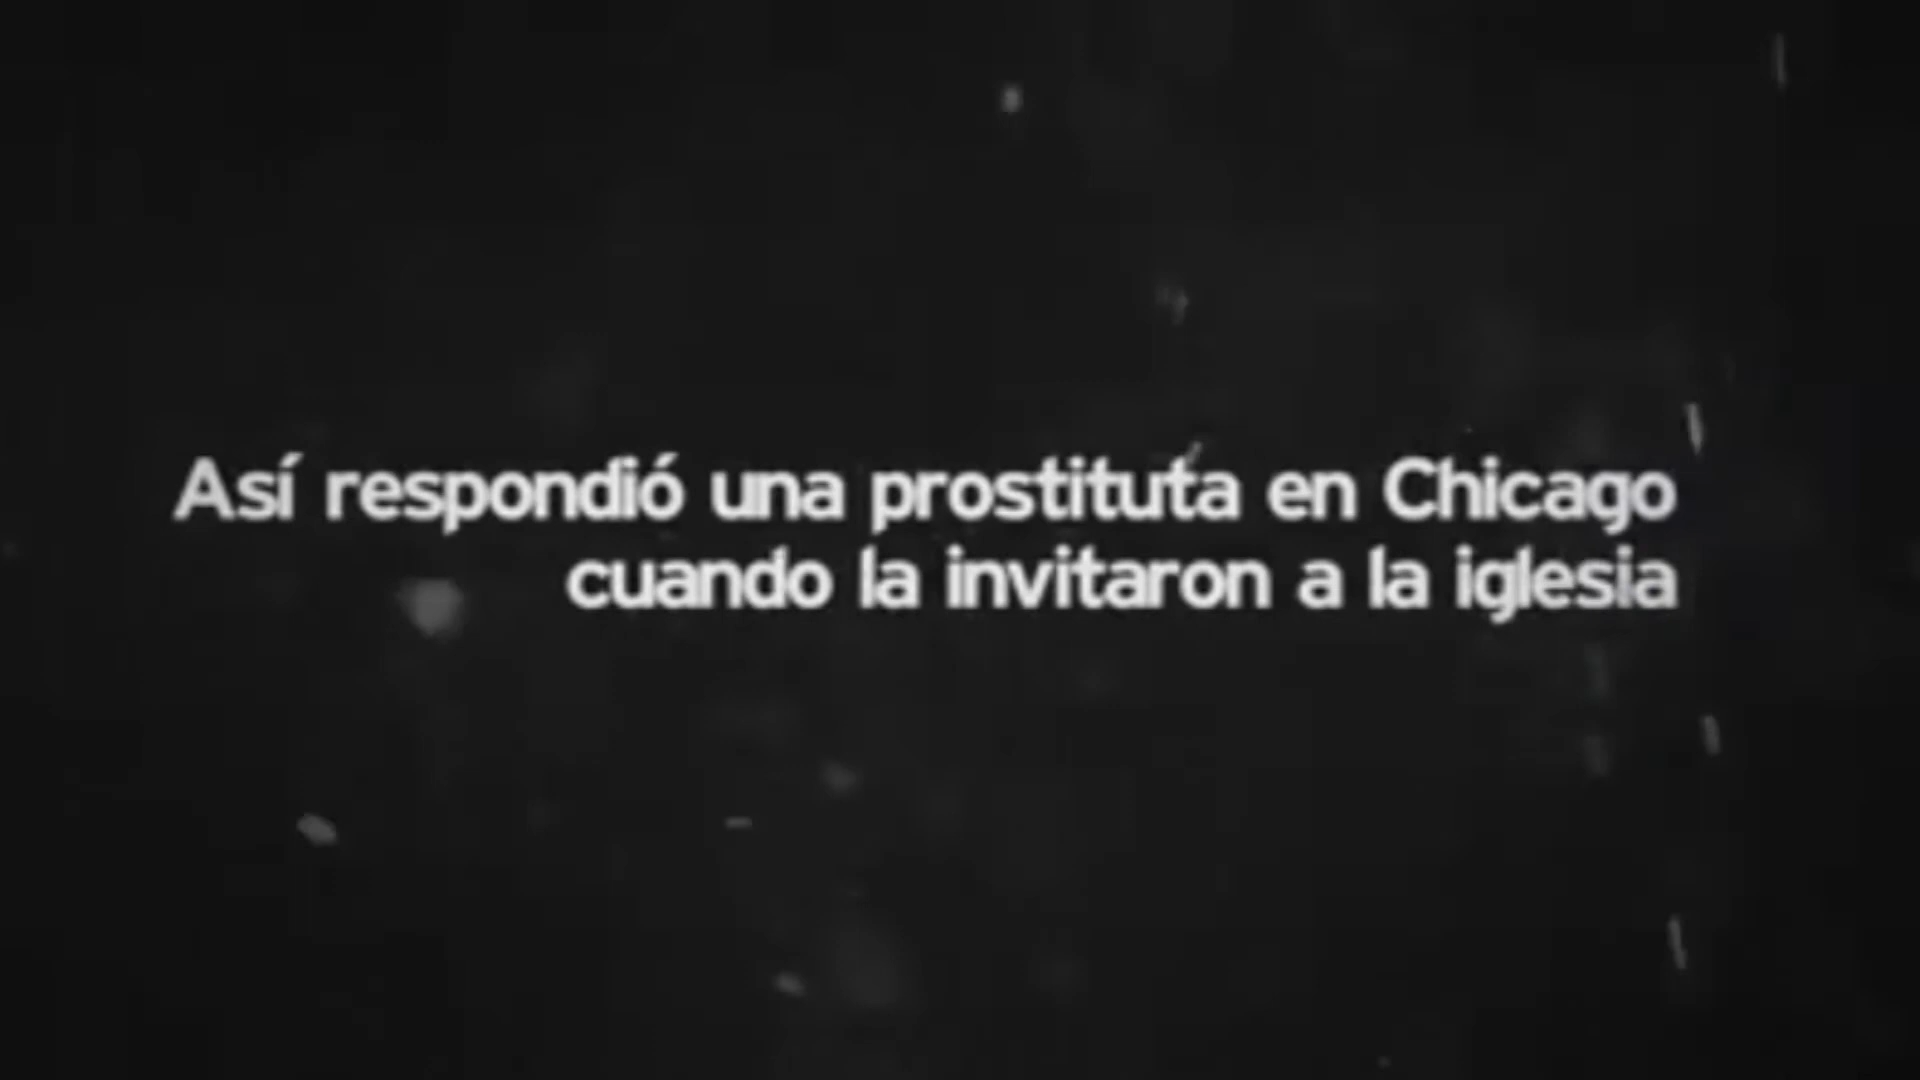 Así respondió una prostituta en Chicago
cuando la invitaron a la iglesia